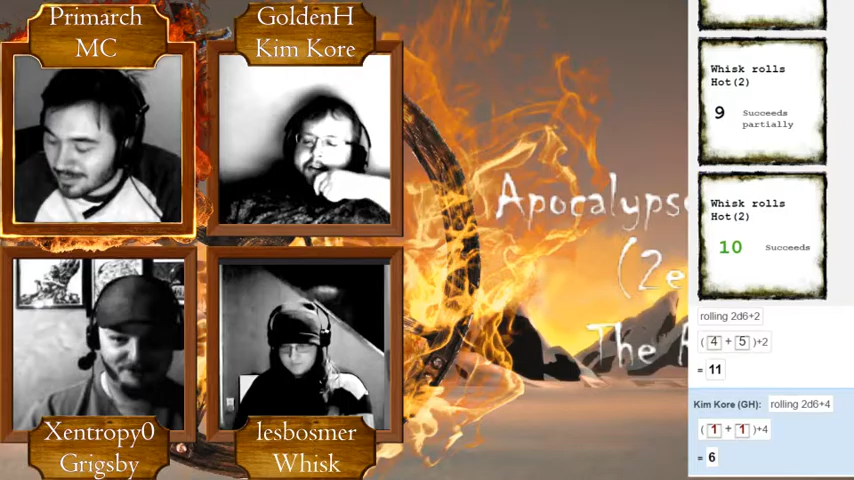 Primarch
MC
GoldenH
Kim Kore
Xentropy0
Grigsby
lesbosmer
Whisk
Apocalypse
(2e
The A
Whisk rolls
Hot(2)
9 Succeeds
partially
Whisk rolls
Hot(2)
10 Succeeds
rolling 2d6+2
( 4 + 5 )+2
= 11
Kim Kore (GH): rolling 2d6+4
( 1 + 1 )+4
= 6